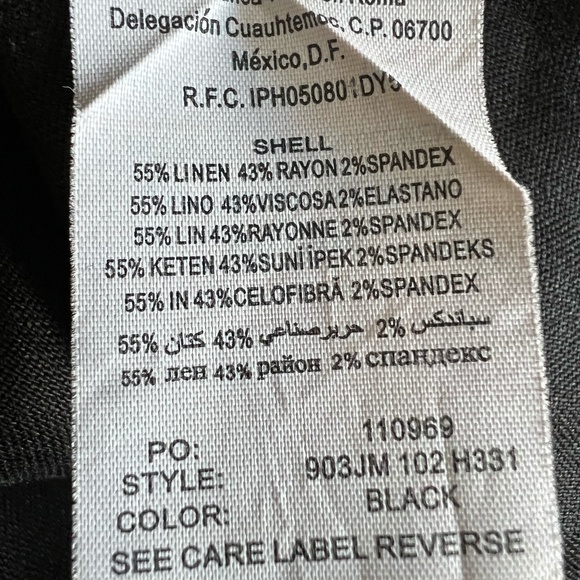 Delegación Cuauhtemoc. C.P. 06700
México,D.F.
R.F.C. IPH050801DY5
SHELL
55% LINEN 43% RAYON 2%SPANDEX
55% LINO 43%VISCOSA 2%ELASTANO
55% LIN 43%RAYONNE 2%SPANDEX
55% KETEN 43%SUNİ İPEK 2%SPANDEKS
55% IN 43%CELOFIBRĂ 2%SPANDEX
55% كتان 43% حرير صناعي 2% سباندكس
55% лен 43% район 2% спандекс
PO: 110969
STYLE: 903JM 102 H331
COLOR: BLACK
SEE CARE LABEL REVERSE